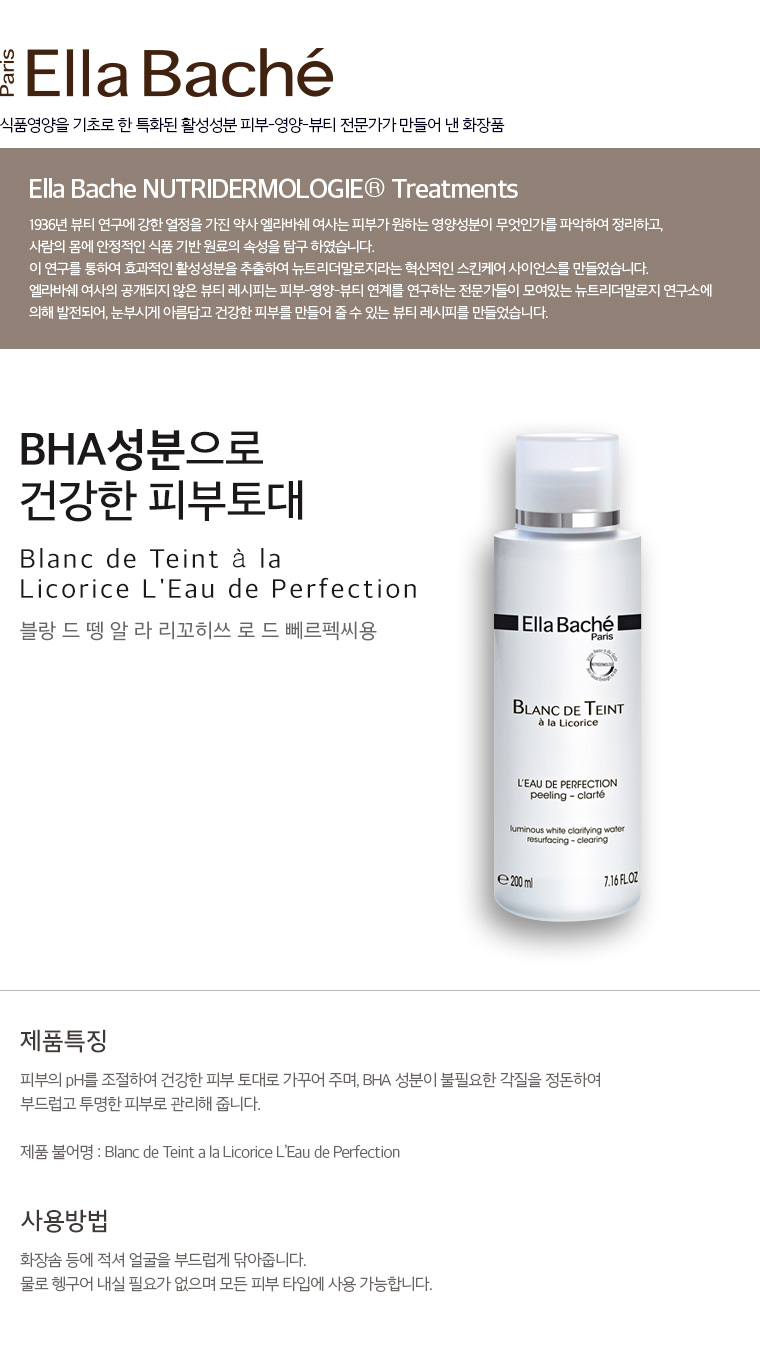 Paris
Ella Baché
식품영양을 기초로 한 특화된 활성성분 피부-영양-뷰티 전문가가 만들어 낸 화장품
Ella Bache NUTRIDERMOLOGIE® Treatments
1936년 뷰티 연구에 강한 열정을 가진 약사 엘라바쉐 여사는 피부가 원하는 영양성분이 무엇인가를 파악하여 정리하고,
사람의 몸에 안정적인 식품 기반 원료의 속성을 탐구 하였습니다.
이 연구를 통하여 효과적인 활성성분을 추출하여 뉴트리더말로지라는 혁신적인 스킨케어 사이언스를 만들었습니다.
엘라바쉐 여사의 공개되지 않은 뷰티 레시피는 피부-영양-뷰티 연계를 연구하는 전문가들이 모여있는 뉴트리더말로지 연구소에
의해 발전되어, 눈부시게 아름답고 건강한 피부를 만들어 줄 수 있는 뷰티 레시피를 만들었습니다.
BHA성분으로
건강한 피부토대
Blanc de Teint à la
Licorice L'Eau de Perfection
블랑 드 뗑 알 라 리꼬히쓰 로 드 뻬르펙씨용
Ella Baché
Paris
NUTRIDERMOLOGIE
BLANC DE TEINT
à la Licorice
L'EAU DE PERFECTION
peeling - clarté
luminous white clarifying water
resurfacing - clearing
℮ 200 ml 7.16 FL.OZ
제품특징
피부의 pH를 조절하여 건강한 피부 토대로 가꾸어 주며, BHA 성분이 불필요한 각질을 정돈하여
부드럽고 투명한 피부로 관리해 줍니다.
제품 불어명 : Blanc de Teint a la Licorice L'Eau de Perfection
사용방법
화장솜 등에 적셔 얼굴을 부드럽게 닦아줍니다.
물로 헹구어 내실 필요가 없으며 모든 피부 타입에 사용 가능합니다.